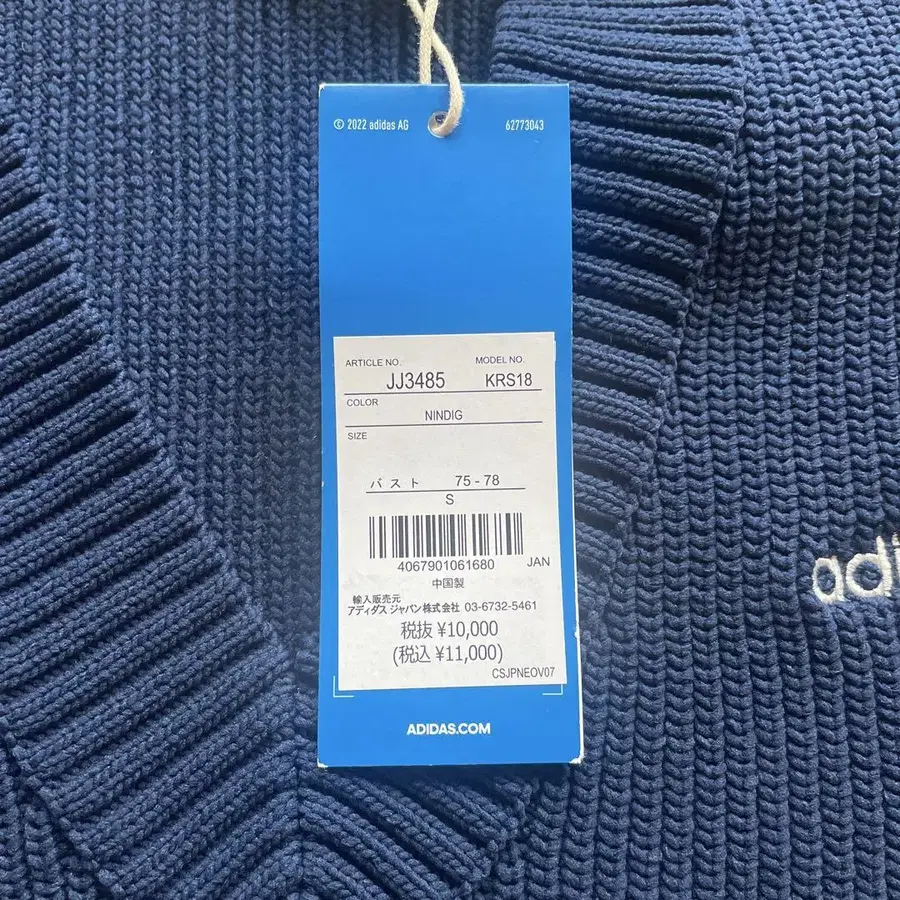 © 2022 adidas AG 62773043
ARTICLE NO. MODEL NO.
JJ3485 KRS18
COLOR
NINDIG
SIZE
バスト 75-78
S
4067901061680 JAN
中国製
輸入販売元
アディダス ジャパン株式会社 03-6732-5461
税抜 ¥10,000
(税込 ¥11,000)
CSJPNEOV07
ADIDAS.COM
adi